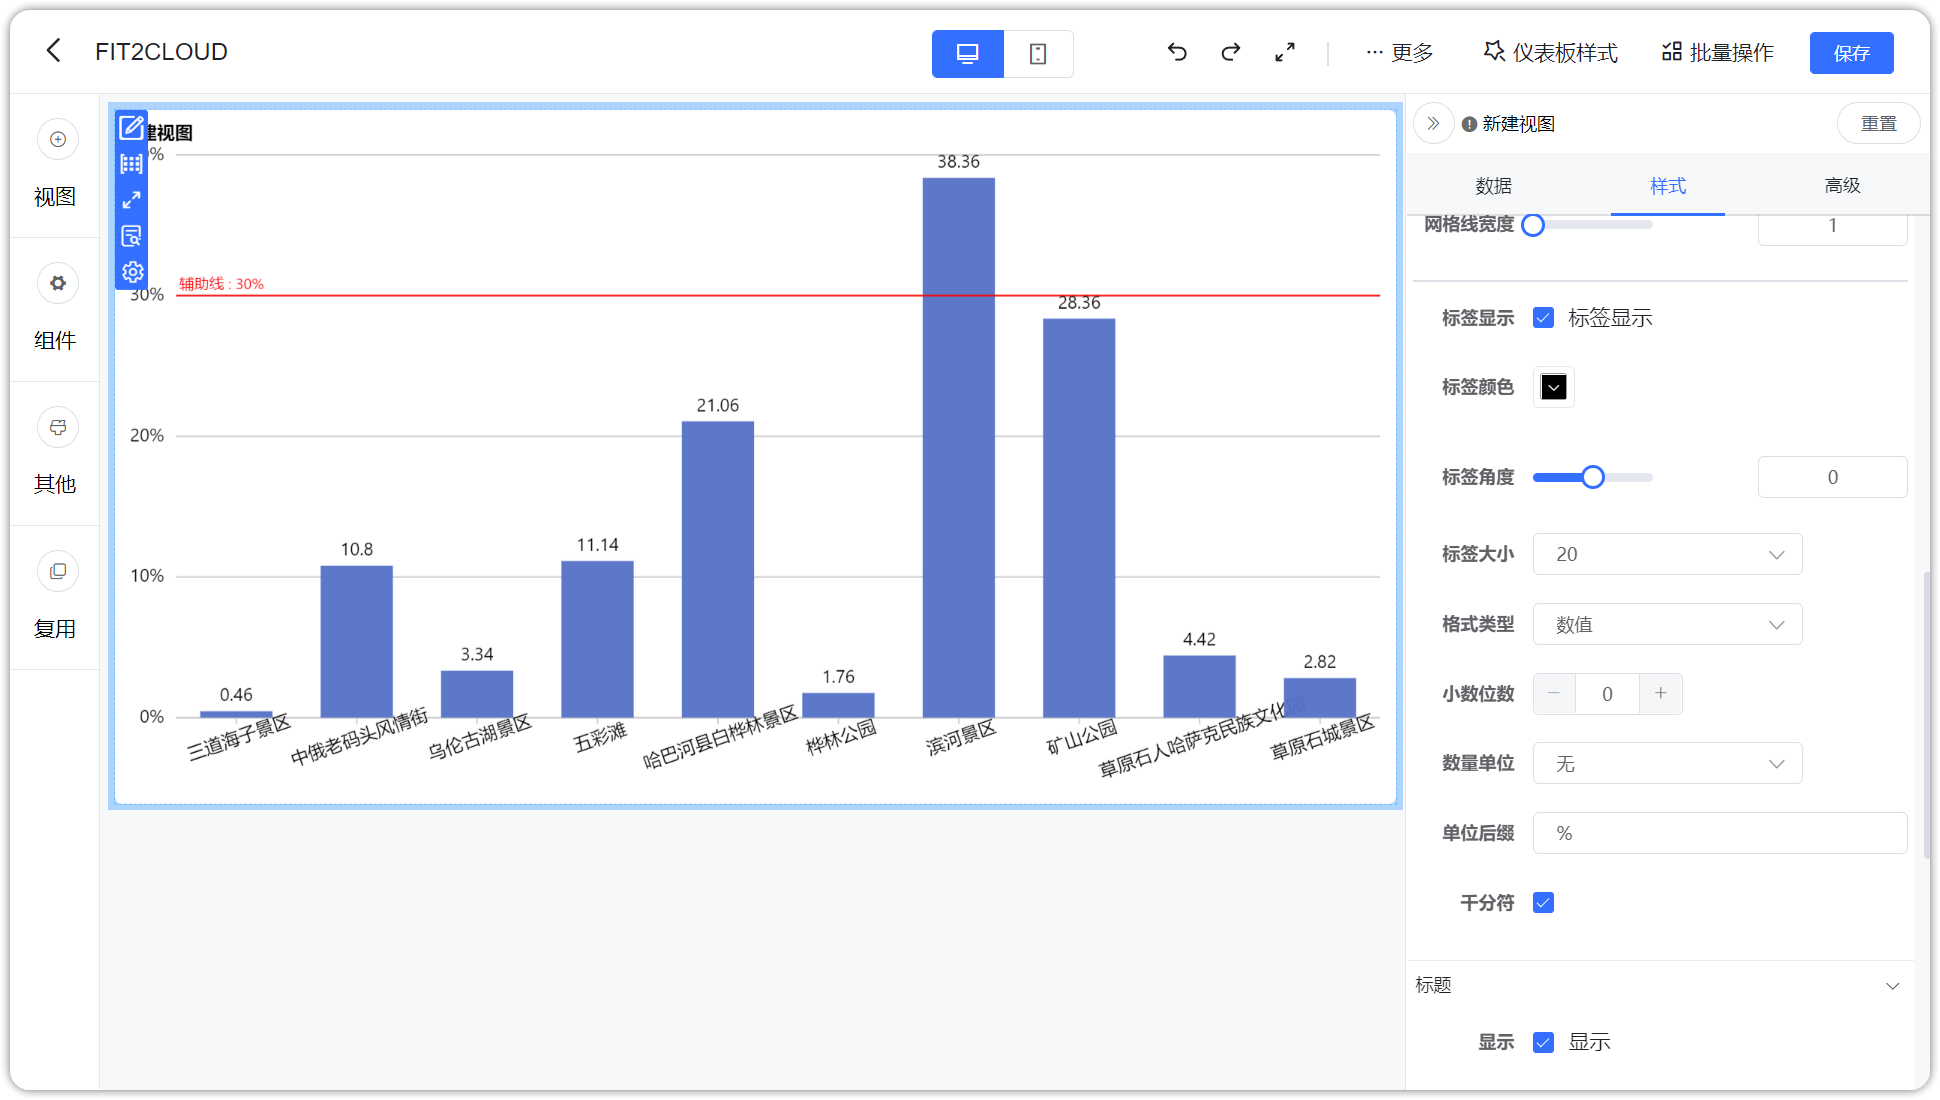 FIT2CLOUD
更多
仪表板样式
批量操作
保存
视图
组件
其他
复用
建视图
0%
30%
20%
10%
0%
辅助线 : 30%
0.46
10.8
3.34
11.14
21.06
1.76
38.36
28.36
4.42
2.82
三道海子景区
中俄老码头风情街
乌伦古湖景区
五彩滩
哈巴河县白桦林景区
桦林公园
滨河景区
矿山公园
草原石人哈萨克民族文化园
草原石城景区
新建视图
重置
数据
样式
高级
网格线宽度
1
标签显示
标签显示
标签颜色
标签角度
0
标签大小
20
格式类型
数值
小数位数
0
数量单位
无
单位后缀
%
千分符
标题
显示
显示